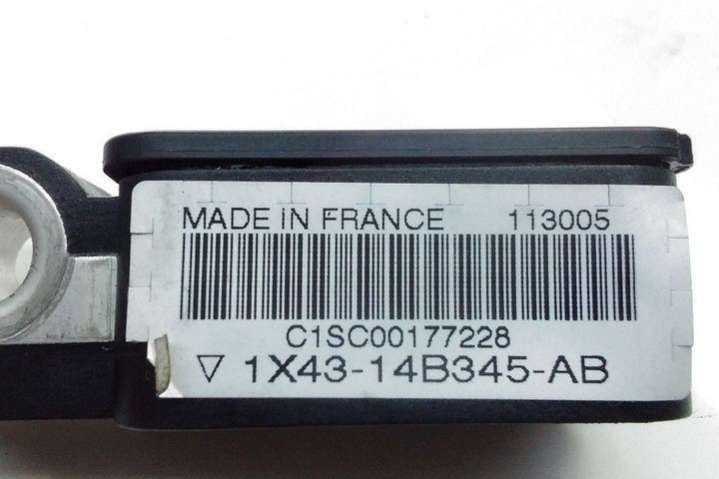 MADE IN FRANCE 113005
C1SC00177228
▽ 1X43-14B345-AB